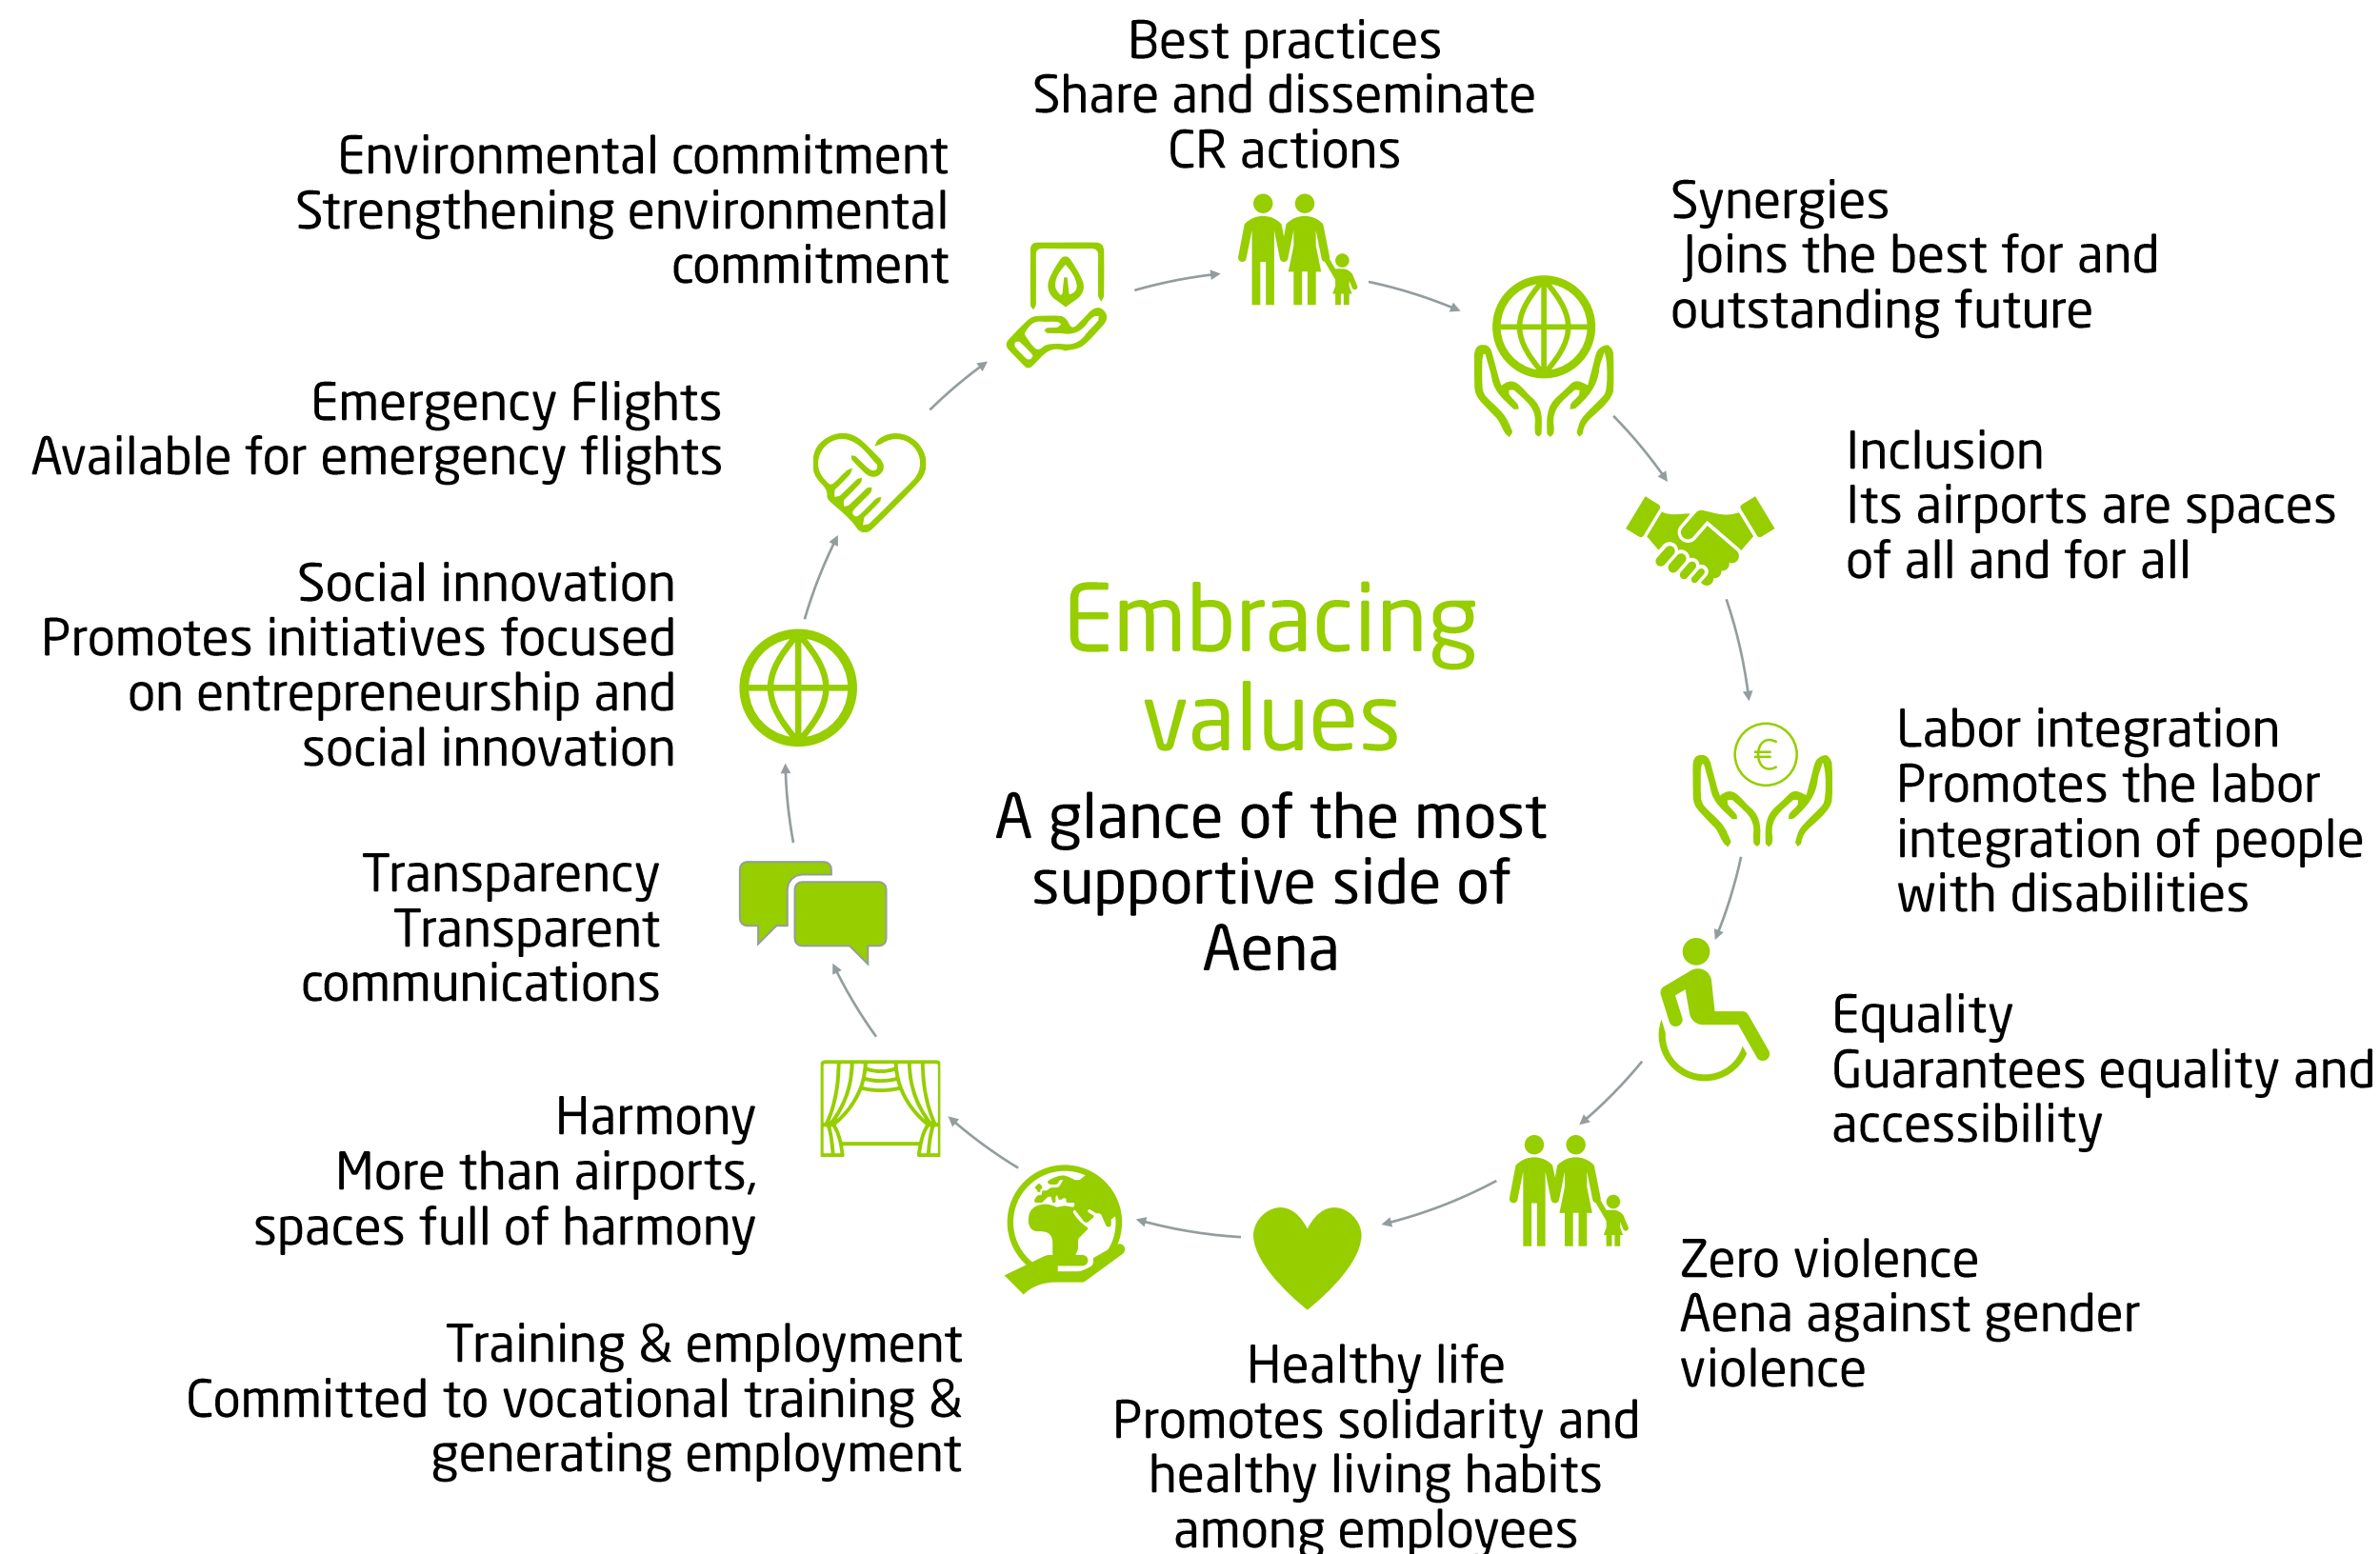 Best practices
Share and disseminate
CR actions
Synergies
Joins the best for and
outstanding future
Inclusion
Its airports are spaces
of all and for all
Labor integration
Promotes the labor
integration of people
with disabilities
Equality
Guarantees equality and
accessibility
Zero violence
Aena against gender
violence
Healthy life
Promotes solidarity and
healthy living habits
among employees
Training & employment
Committed to vocational training &
generating employment
Harmony
More than airports,
spaces full of harmony
Transparency
Transparent
communications
Social innovation
Promotes initiatives focused
on entrepreneurship and
social innovation
Emergency Flights
Available for emergency flights
Environmental commitment
Strengthening environmental
commitment
Embracing
values
A glance of the most
supportive side of
Aena
€